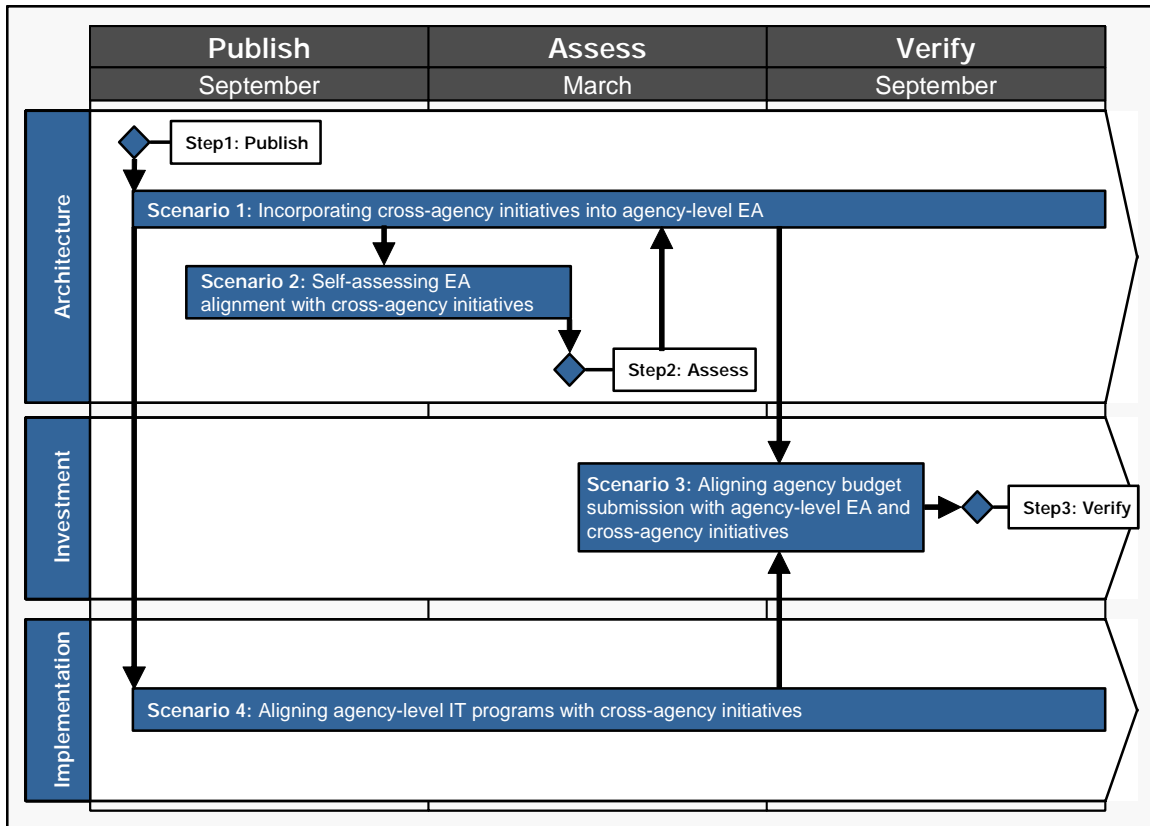 Publish
Assess
Verify
September
March
September
Architecture
Step1: Publish
Scenario 1: Incorporating cross-agency initiatives into agency-level EA
Scenario 2: Self-assessing EA
alignment with cross-agency initiatives
Step2: Assess
Investment
Scenario 3: Aligning agency budget
submission with agency-level EA and
cross-agency initiatives
Step3: Verify
Implementation
Scenario 4: Aligning agency-level IT programs with cross-agency initiatives